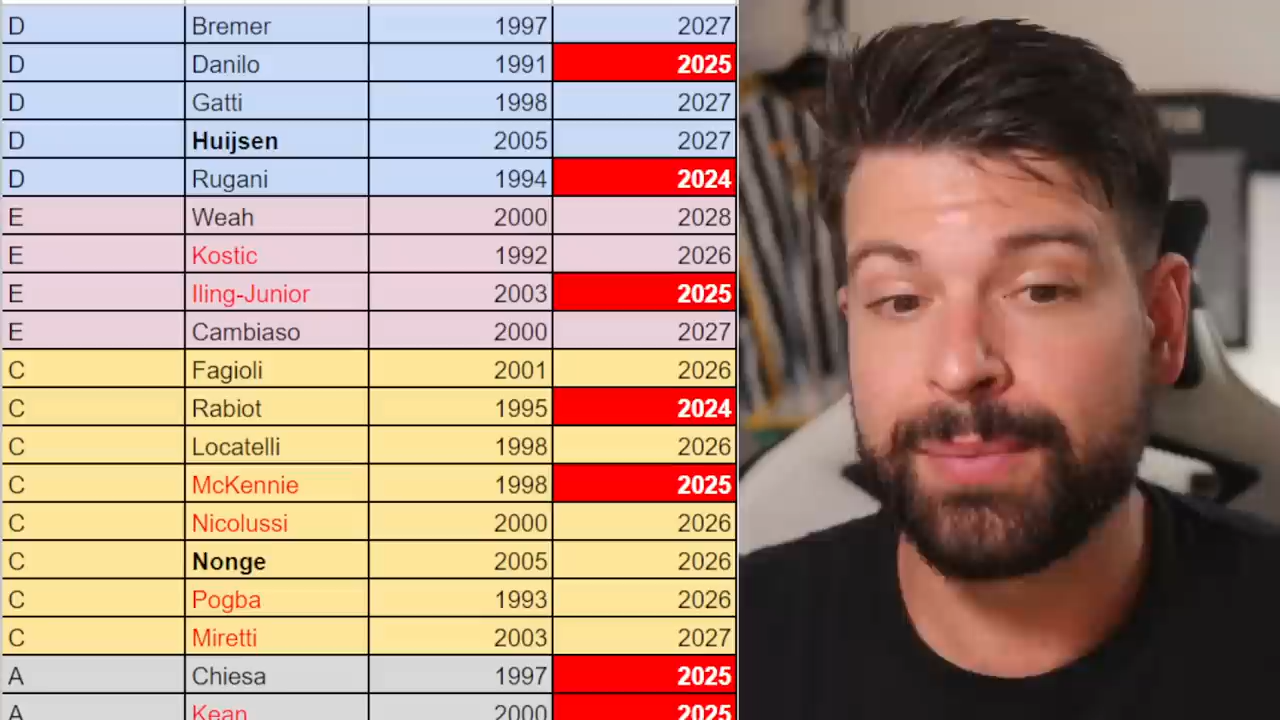 D Bremer 1997 2027
D Danilo 1991 2025
D Gatti 1998 2027
D Huijsen 2005 2027
D Rugani 1994 2024
E Weah 2000 2028
E Kostic 1992 2026
E Iling-Junior 2003 2025
E Cambiaso 2000 2027
C Fagioli 2001 2026
C Rabiot 1995 2024
C Locatelli 1998 2026
C McKennie 1998 2025
C Nicolussi 2000 2026
C Nonge 2005 2026
C Pogba 1993 2026
C Miretti 2003 2027
A Chiesa 1997 2025
A Kean 2000 2025